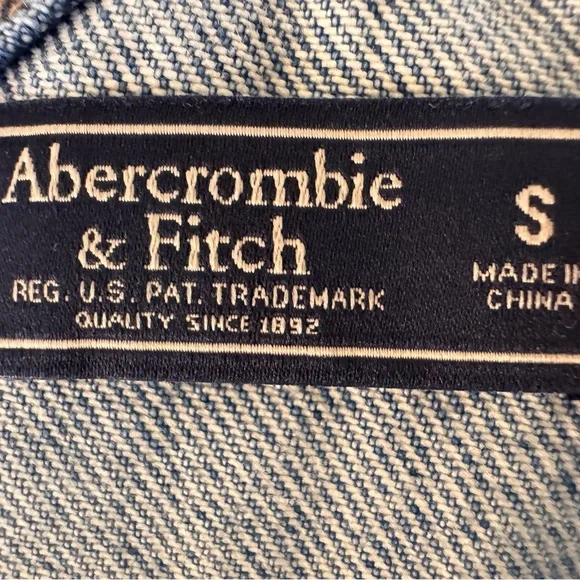 Abercrombie
& Fitch
REG. U.S. PAT. TRADEMARK
QUALITY SINCE 1892
S
MADE IN
CHINA